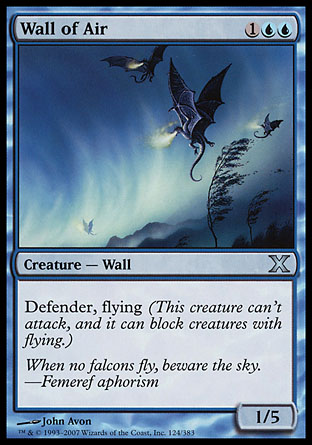 Wall of Air 1
Creature — Wall X
Defender, flying (This creature can't
attack, and it can block creatures with
flying.)
When no falcons fly, beware the sky.
—Femeref aphorism
John Avon
™ & © 1993–2007 Wizards of the Coast, Inc. 124/383
1/5